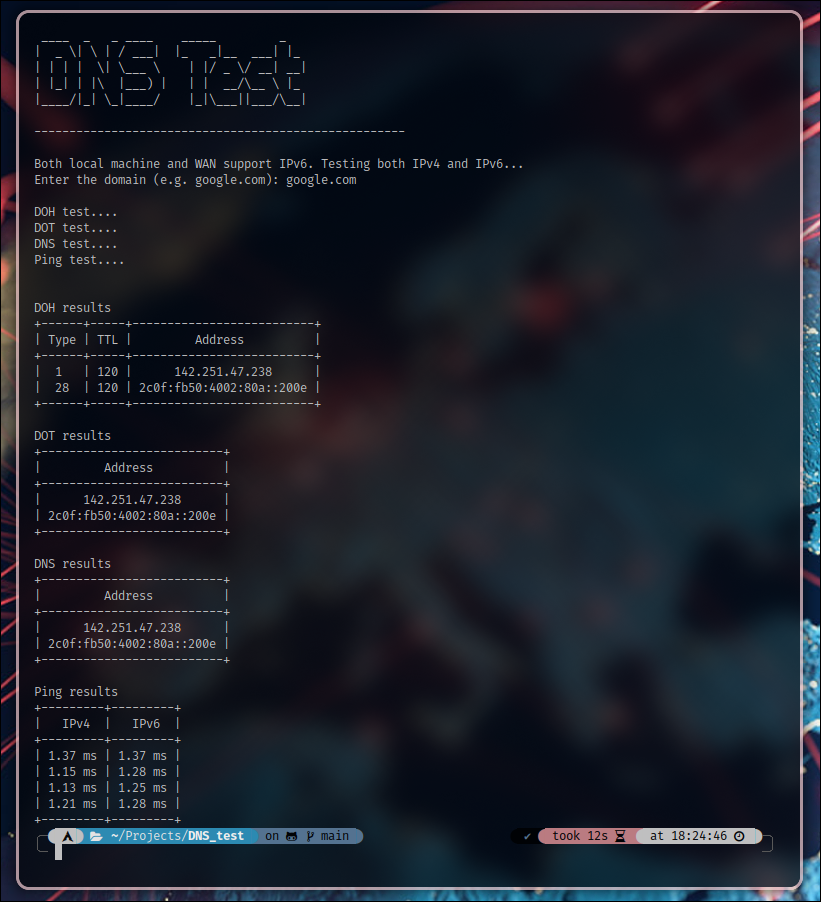 DNS Test
-----------------------------------------------------
Both local machine and WAN support IPv6. Testing both IPv4 and IPv6...
Enter the domain (e.g. google.com): google.com
DOH test....
DOT test....
DNS test....
Ping test....
DOH results
+------+-----+--------------------------+
| Type | TTL |         Address          |
+------+-----+--------------------------+
|  1   | 120 |      142.251.47.238      |
|  28  | 120 | 2c0f:fb50:4002:80a::200e |
+------+-----+--------------------------+
DOT results
+--------------------------+
|         Address          |
+--------------------------+
|      142.251.47.238      |
| 2c0f:fb50:4002:80a::200e |
+--------------------------+
DNS results
+--------------------------+
|         Address          |
+--------------------------+
|      142.251.47.238      |
| 2c0f:fb50:4002:80a::200e |
+--------------------------+
Ping results
+---------+---------+
|   IPv4  |   IPv6  |
+---------+---------+
| 1.37 ms | 1.37 ms |
| 1.15 ms | 1.28 ms |
| 1.13 ms | 1.25 ms |
| 1.21 ms | 1.28 ms |
+---------+---------+
~/Projects/DNS_test on main ✔ took 12s at 18:24:46